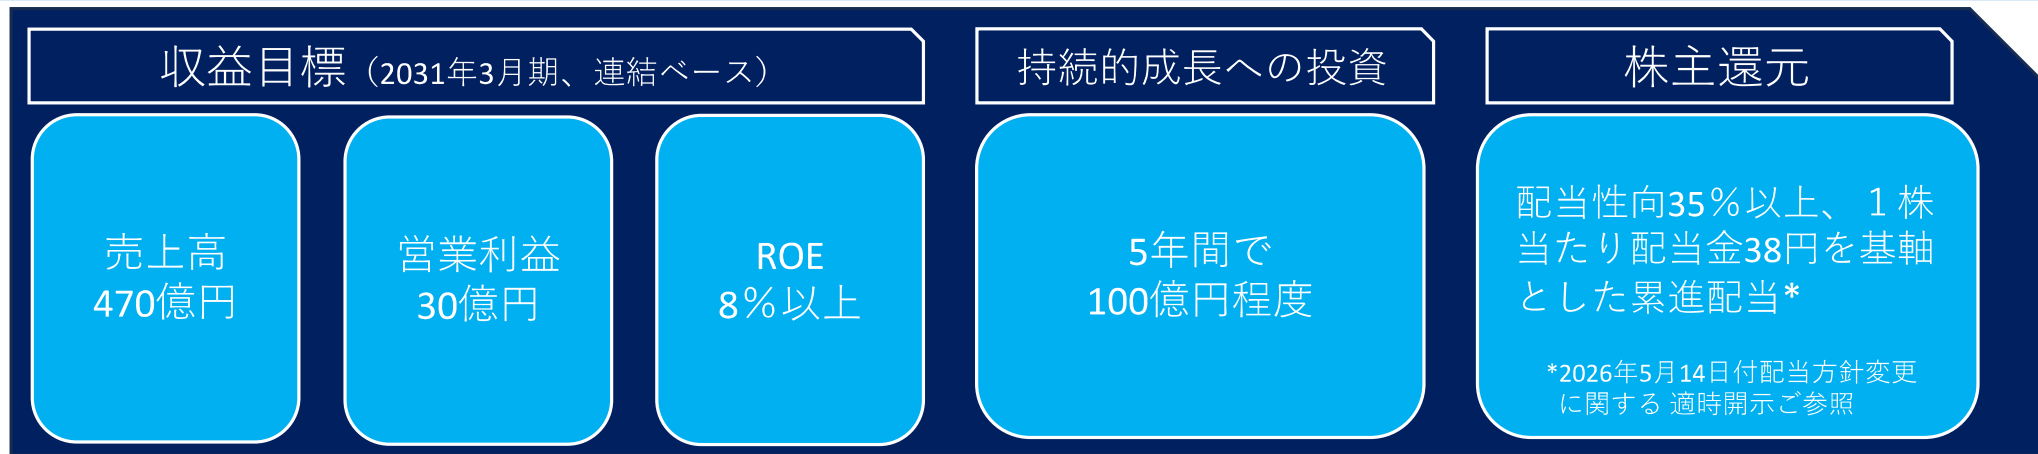 収益目標（2031年3月期、連結ベース）
売上高
470億円
営業利益
30億円
ROE
8％以上
持続的成長への投資
5年間で
100億円程度
株主還元
配当性向35％以上、１株
当たり配当金38円を基軸
とした累進配当*
*2026年5月14日付配当方針変更
に関する 適時開示ご参照